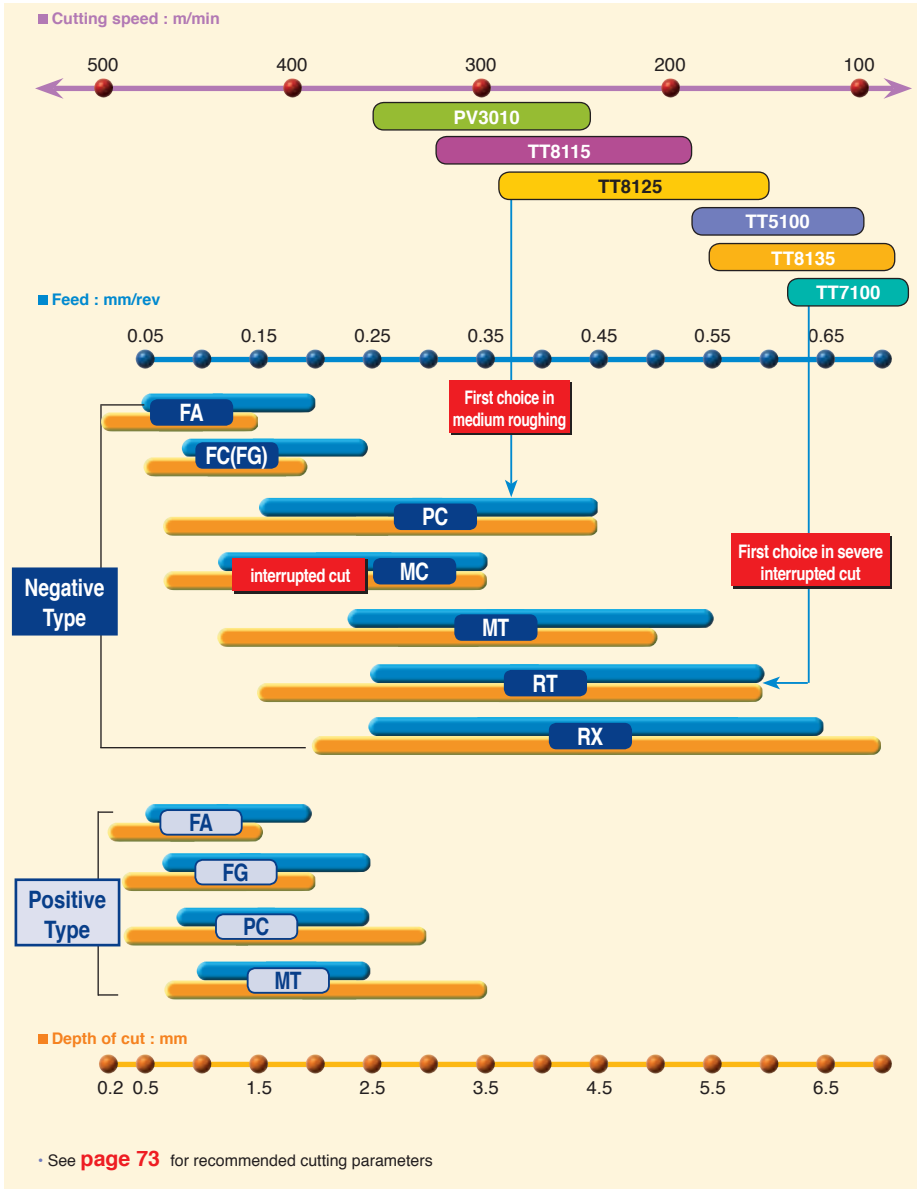 Cutting speed : m/min
500 400 300 200 100
PV3010
TT8115
TT8125
TT5100
TT8135
TT7100
Feed : mm/rev
0.05 0.15 0.25 0.35 0.45 0.55 0.65
First choice in
medium roughing
FA
FC(FG)
PC
First choice in severe
interrupted cut
interrupted cut
MC
Negative
Type
MT
RT
RX
FA
FG
Positive
Type
PC
MT
Depth of cut : mm
0.2 0.5 1.5 2.5 3.5 4.5 5.5 6.5
• See page 73 for recommended cutting parameters